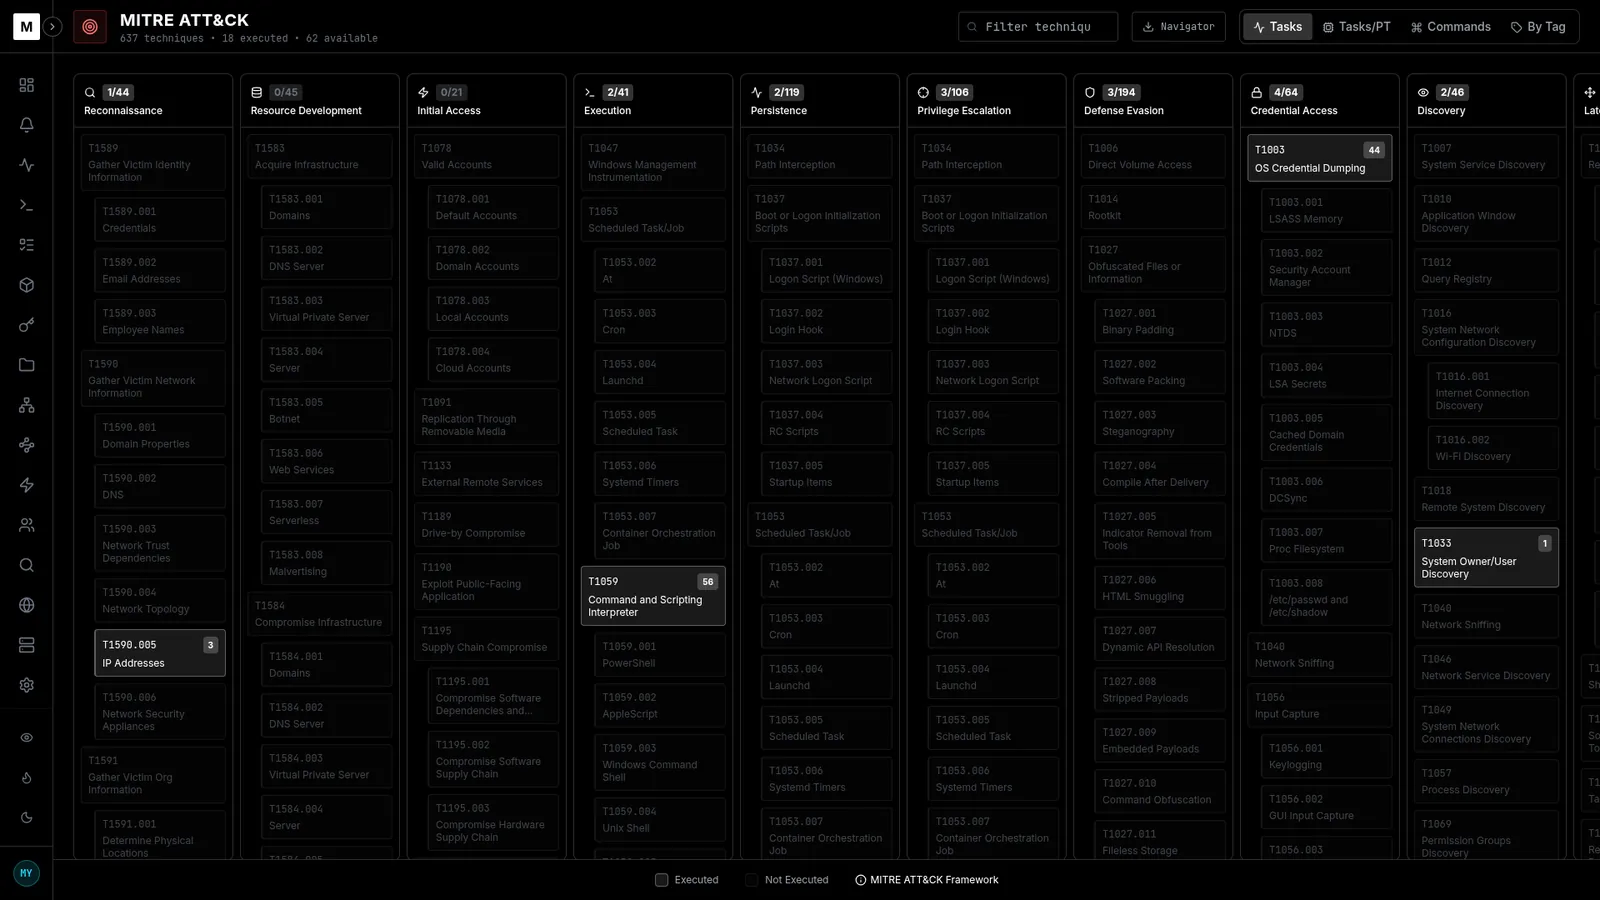 M
MITRE ATT&CK
637 techniques • 18 executed • 62 available
Filter techniqu
Navigator
Tasks
Tasks/PT
Commands
By Tag
1/44
Reconnaissance
T1589
Gather Victim Identity
Information
T1589.001
Credentials
T1589.002
Email Addresses
T1589.003
Employee Names
T1590
Gather Victim Network
Information
T1590.001
Domain Properties
T1590.002
DNS
T1590.003
Network Trust
Dependencies
T1590.004
Network Topology
T1590.005
3
IP Addresses
T1590.006
Network Security
Appliances
T1591
Gather Victim Org
Information
T1591.001
Determine Physical
Locations
0/45
Resource Development
T1583
Acquire Infrastructure
T1583.001
Domains
T1583.002
DNS Server
T1583.003
Virtual Private Server
T1583.004
Server
T1583.005
Botnet
T1583.006
Web Services
T1583.007
Serverless
T1583.008
Malvertising
T1584
Compromise Infrastructure
T1584.001
Domains
T1584.002
DNS Server
T1584.003
Virtual Private Server
T1584.004
Server
0/21
Initial Access
T1078
Valid Accounts
T1078.001
Default Accounts
T1078.002
Domain Accounts
T1078.003
Local Accounts
T1078.004
Cloud Accounts
T1091
Replication Through
Removable Media
T1133
External Remote Services
T1189
Drive-by Compromise
T1190
Exploit Public-Facing
Application
T1195
Supply Chain Compromise
T1195.001
Compromise Software
Dependencies and...
T1195.002
Compromise Software
Supply Chain
T1195.003
Compromise Hardware
Supply Chain
2/41
Execution
T1047
Windows Management
Instrumentation
T1053
Scheduled Task/Job
T1053.002
At
T1053.003
Cron
T1053.004
Launchd
T1053.005
Scheduled Task
T1053.006
Systemd Timers
T1053.007
Container Orchestration
Job
T1059
56
Command and Scripting
Interpreter
T1059.001
PowerShell
T1059.002
AppleScript
T1059.003
Windows Command
Shell
T1059.004
Unix Shell
2/119
Persistence
T1034
Path Interception
T1037
Boot or Logon Initialization
Scripts
T1037.001
Logon Script (Windows)
T1037.002
Login Hook
T1037.003
Network Logon Script
T1037.004
RC Scripts
T1037.005
Startup Items
T1053
Scheduled Task/Job
T1053.002
At
T1053.003
Cron
T1053.004
Launchd
T1053.005
Scheduled Task
T1053.006
Systemd Timers
T1053.007
Container Orchestration
Job
3/106
Privilege Escalation
T1034
Path Interception
T1037
Boot or Logon Initialization
Scripts
T1037.001
Logon Script (Windows)
T1037.002
Login Hook
T1037.003
Network Logon Script
T1037.004
RC Scripts
T1037.005
Startup Items
T1053
Scheduled Task/Job
T1053.002
At
T1053.003
Cron
T1053.004
Launchd
T1053.005
Scheduled Task
T1053.006
Systemd Timers
T1053.007
Container Orchestration
Job
3/194
Defense Evasion
T1006
Direct Volume Access
T1014
Rootkit
T1027
Obfuscated Files or
Information
T1027.001
Binary Padding
T1027.002
Software Packing
T1027.003
Steganography
T1027.004
Compile After Delivery
T1027.005
Indicator Removal from
Tools
T1027.006
HTML Smuggling
T1027.007
Dynamic API Resolution
T1027.008
Stripped Payloads
T1027.009
Embedded Payloads
T1027.010
Command Obfuscation
T1027.011
Fileless Storage
4/64
Credential Access
T1003
44
OS Credential Dumping
T1003.001
LSASS Memory
T1003.002
Security Account
Manager
T1003.003
NTDS
T1003.004
LSA Secrets
T1003.005
Cached Domain
Credentials
T1003.006
DCSync
T1003.007
Proc Filesystem
T1003.008
/etc/passwd and
/etc/shadow
T1040
Network Sniffing
T1056
Input Capture
T1056.001
Keylogging
T1056.002
GUI Input Capture
T1056.003
2/46
Discovery
T1007
System Service Discovery
T1010
Application Window
Discovery
T1012
Query Registry
T1016
System Network
Configuration Discovery
T1016.001
Internet Connection
Discovery
T1016.002
Wi-Fi Discovery
T1018
Remote System Discovery
T1033
1
System Owner/User
Discovery
T1040
Network Sniffing
T1046
Network Service Discovery
T1049
System Network
Connections Discovery
T1057
Process Discovery
T1069
Permission Groups
Discovery
MY
Executed
Not Executed
MITRE ATT&CK Framework